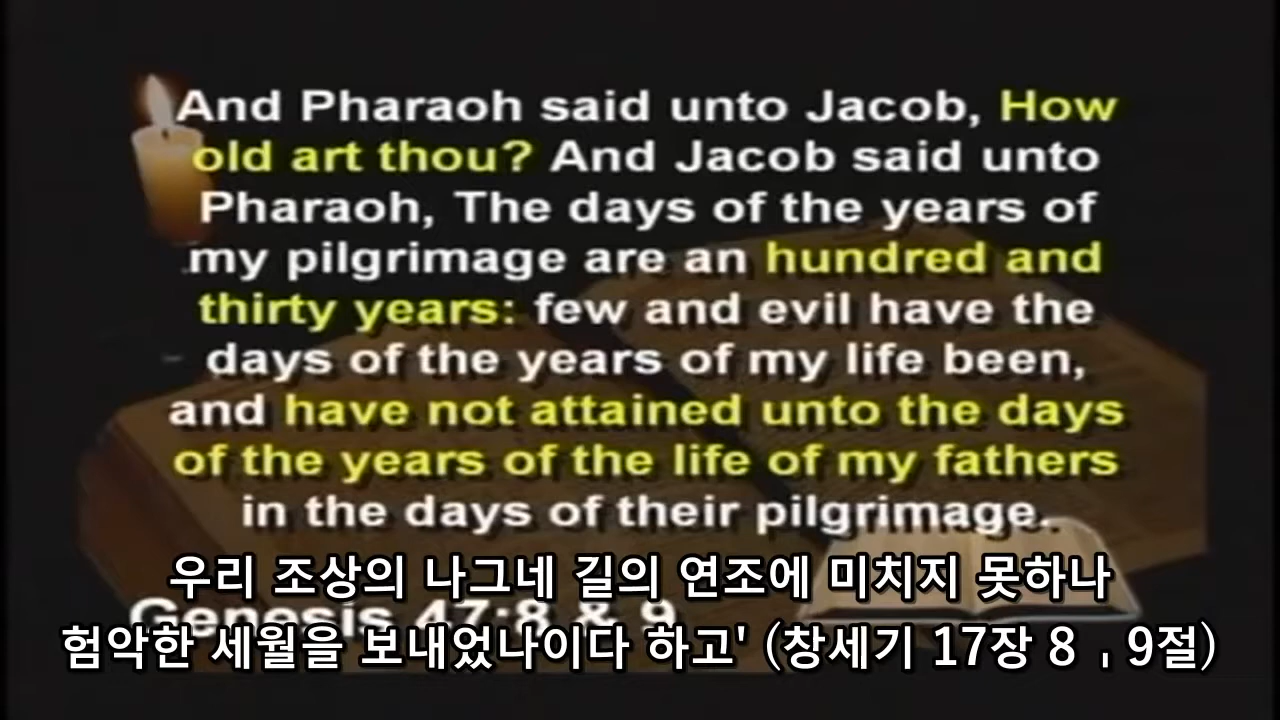 And Pharaoh said unto Jacob, How
old art thou? And Jacob said unto
Pharaoh, The days of the years of
my pilgrimage are an hundred and
thirty years: few and evil have the
days of the years of my life been,
and have not attained unto the days
of the years of the life of my fathers
in the days of their pilgrimage.
우리 조상의 나그네 길의 연조에 미치지 못하나
Genesis 47:8 & 9
험악한 세월을 보내었나이다 하고' (창세기 17장 8 , 9절)